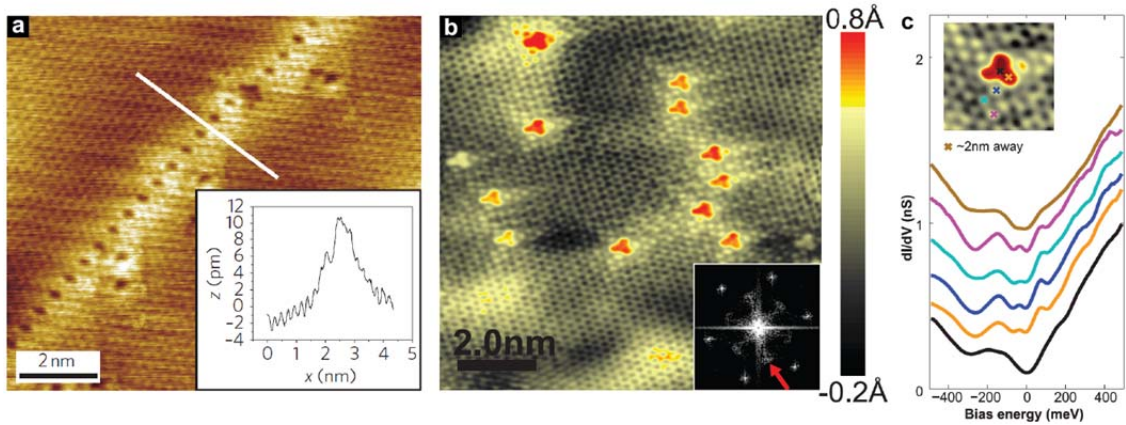 a
2 nm
z (pm)
12
10
8
6
4
2
0
-2
-4
0 1 2 3 4 5
x (nm)
b
2.0nm
0.8Å
-0.2Å
c
~2nm away
dI/dV (nS)
2
1
0
−400 −200 0 200 400
Bias energy (meV)